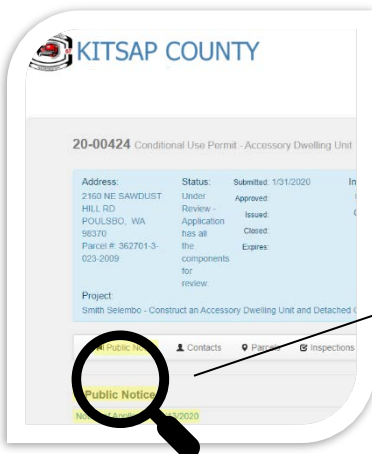 KITSAP COUNTY
20-00424 Conditional Use Permit - Accessory Dwelling Unit
Address:
2160 NE SAWDUST
HILL RD
POULSBO, WA
98370
Parcel #: 362701-3-
023-2009
Status:
Under
Review -
Application
has all
the
components
for
review.
Submitted: 1/31/2020
Approved:
Issued:
Closed:
Expires:
Project:
Smith Selembo - Construct an Accessory Dwelling Unit and Detached
Public Contacts Parcels Inspections
Public Notice